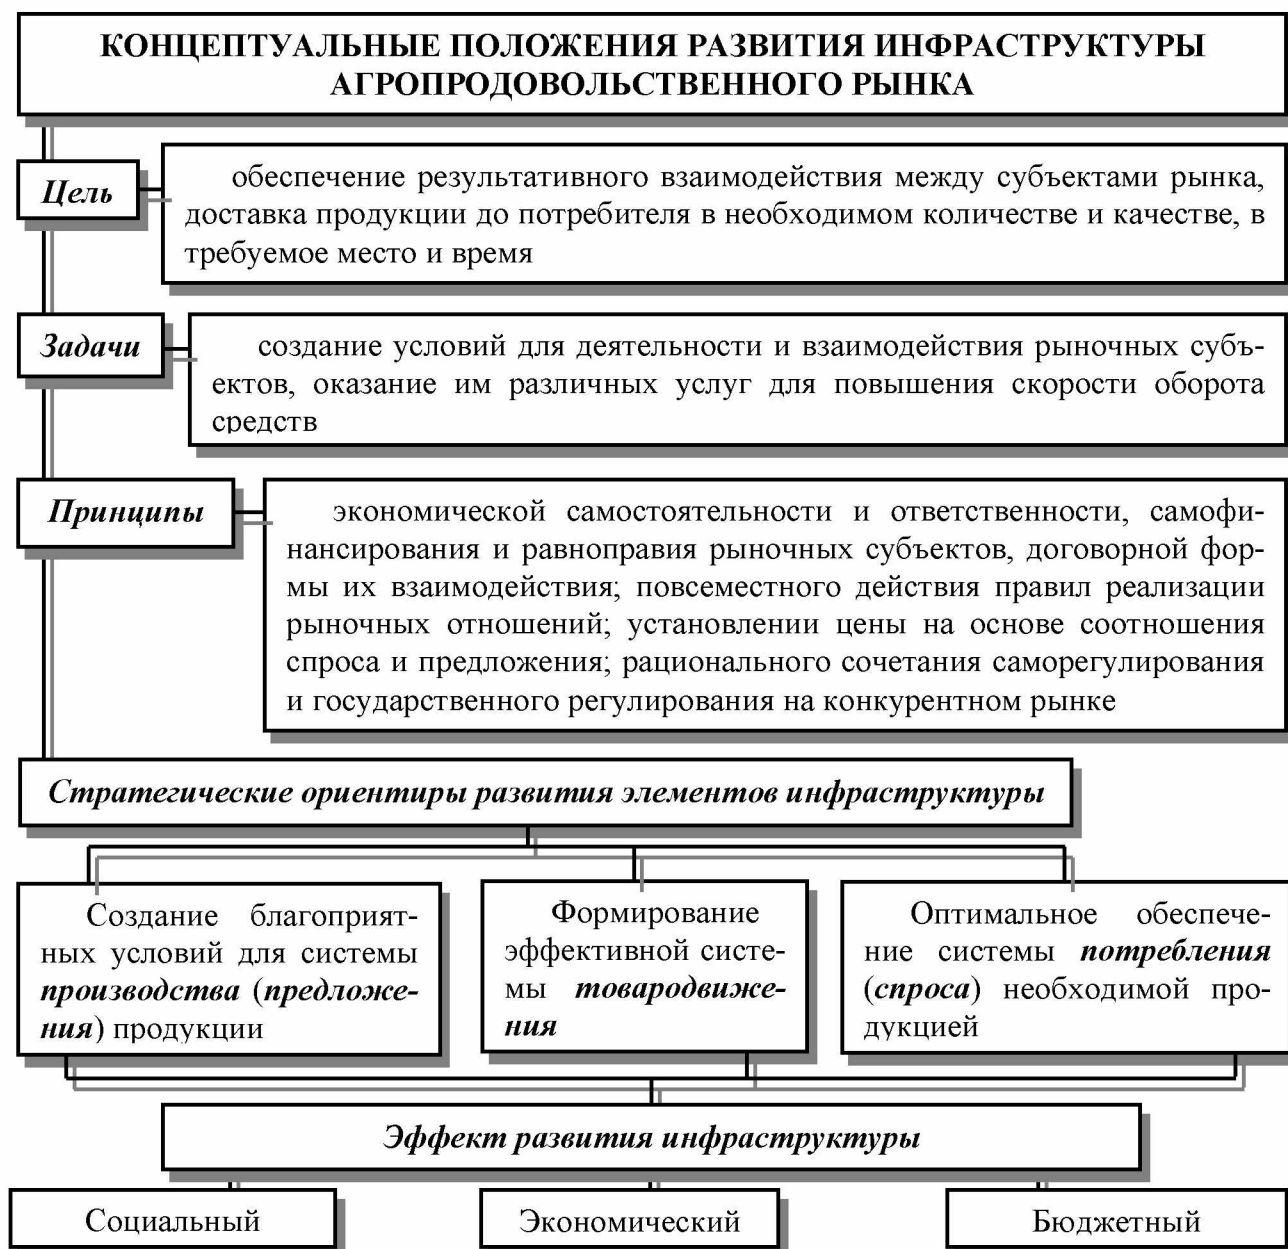 КОНЦЕПТУАЛЬНЫЕ ПОЛОЖЕНИЯ РАЗВИТИЯ ИНФРАСТРУКТУРЫ
АГРОПРОДОВОЛЬСТВЕННОГО РЫНКА
Цель
обеспечение результативного взаимодействия между субъектами рынка,
доставка продукции до потребителя в необходимом количестве и качестве, в
требуемое место и время
Задачи
создание условий для деятельности и взаимодействия рыночных субъ-
ектов, оказание им различных услуг для повышения скорости оборота
средств
Принципы
экономической самостоятельности и ответственности, самофи-
нансирования и равноправия рыночных субъектов, договорной фор-
мы их взаимодействия; повсеместного действия правил реализации
рыночных отношений; установлении цены на основе соотношения
спроса и предложения; рационального сочетания саморегулирования
и государственного регулирования на конкурентном рынке
Стратегические ориентиры развития элементов инфраструктуры
Создание благоприят-
ных условий для системы
производства (предложе-
ния) продукции
Формирование
эффективной систе-
мы товародвиже-
ния
Оптимальное обеспече-
ние системы потребления
(спроса) необходимой про-
дукцией
Эффект развития инфраструктуры
Социальный
Экономический
Бюджетный